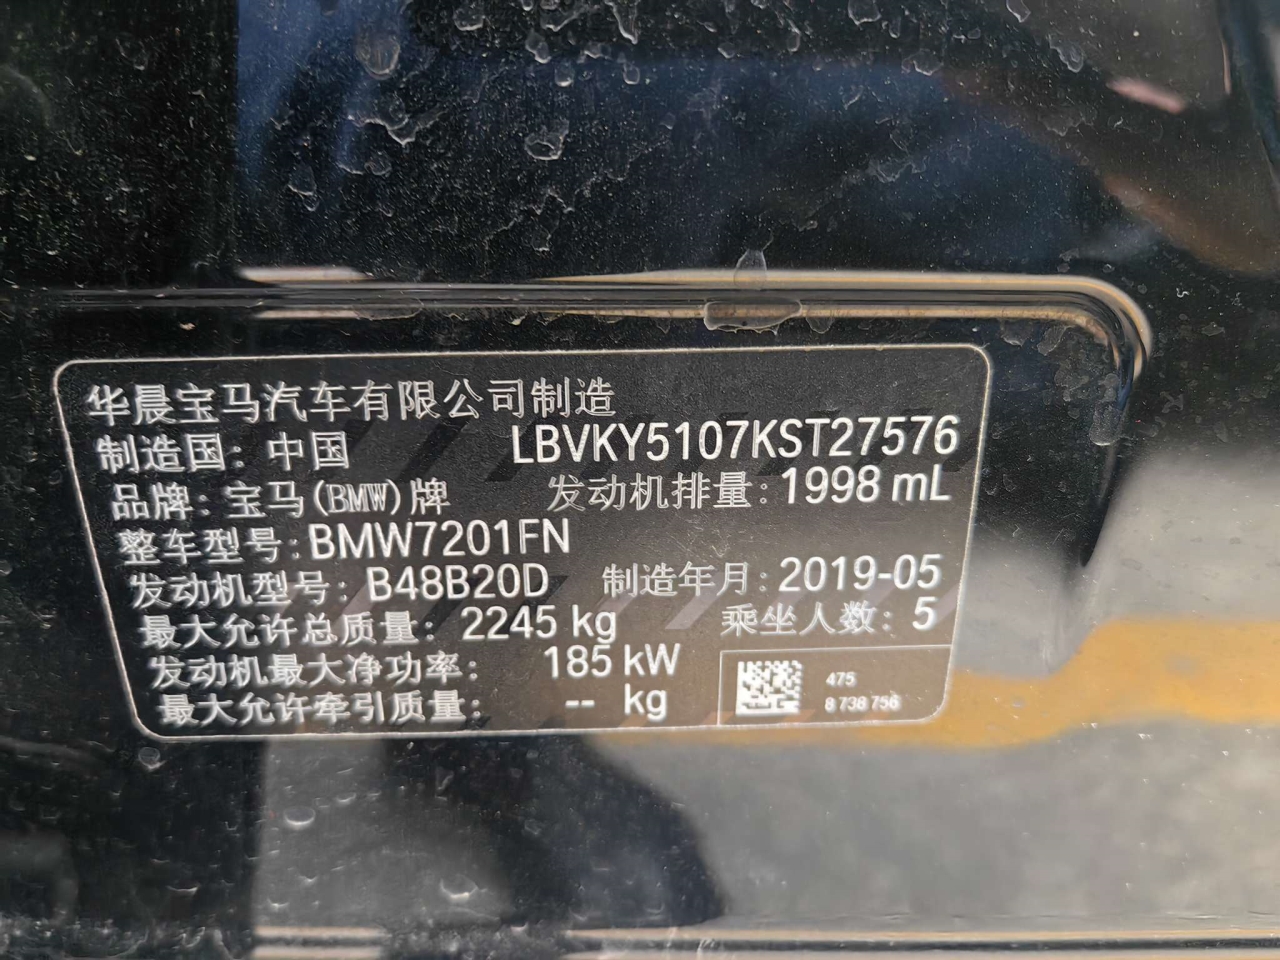 华晨宝马汽车有限公司制造
制造国：中国 LBVKY5107KST27576
品牌：宝马(BMW)牌 发动机排量：1998 mL
整车型号：BMW7201FN
发动机型号：B48B20D 制造年月：2019-05
最大允许总质量：2245 kg 乘坐人数：5
发动机最大净功率：185 kW
最大允许牵引质量：-- kg
475
8 738 756